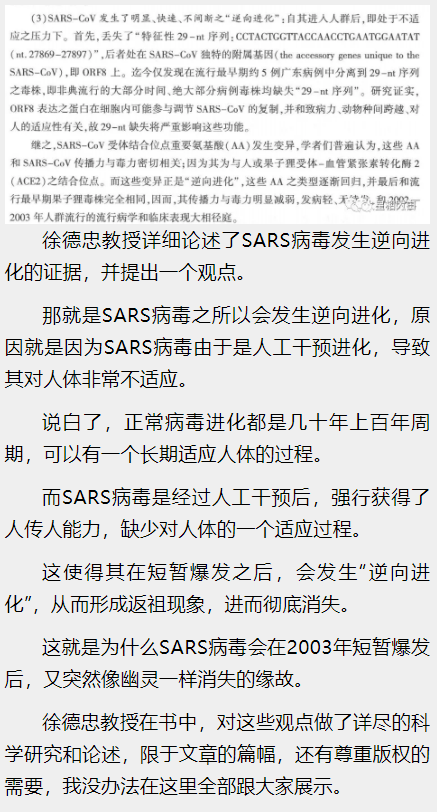 (3)SARS-CoV 发生了明显、快速、不间断之“逆向进化”:自其进入人群后,即处于不适
应之压力下。首先,丢失了“特征性 29-nt 序列:CCTACTGGTTACCAACCTGAATGGAATAT
(nt.27869-27897)”,后者处在 SARS-CoV 独特的附属基因(the accessory genes unique to the
SARS-CoV),即 ORF8 上。迄今仅发现在流行最早期约 5 例广东病例中分离到 29-nt 序列
之毒株,即非典流行的大部分时间、绝大部分病例毒株均缺失“29-nt 序列”。研究证实,
ORF8 表达之蛋白在细胞内可能参与调节 SARS-CoV 的复制,并和致病力、动物种间跨越、对
人的适应性有关,故 29-nt 缺失将严重影响这些功能。
继之,SARS-CoV 受体结合位点重要氨基酸(AA)发生变异,学者们普遍认为,这些 AA
和 SARS-CoV 传播力与毒力密切相关;因为其为与人或果子狸受体-血管紧张素转化酶 2
(ACE2)之结合位点。而这些变异正是“逆向进化”,这些 AA 之类型逐渐回归,并最后和流
行最早期果子狸毒株完全相同,因而,其传播力与毒力明显减弱,发病轻、无续发,和 2002—
2003 年人群流行的流行病学和临床表现大相径庭。
徐德忠教授详细论述了SARS病毒发生逆向进
化的证据,并提出一个观点。
那就是SARS病毒之所以会发生逆向进化,原
因就是因为SARS病毒由于是人工干预进化,导致
其对人体非常不适应。
说白了,正常病毒进化都是几十年上百年周
期,可以有一个长期适应人体的过程。
而SARS病毒是经过人工干预后,强行获得了
人传人能力,缺少对人体的一个适应过程。
这使得其在短暂爆发之后,会发生“逆向进
化”,从而形成返祖现象,进而彻底消失。
这就是为什么SARS病毒会在2003年短暂爆发
后,又突然像幽灵一样消失的缘故。
徐德忠教授在书中,对这些观点做了详尽的科
学研究和论述,限于文章的篇幅,还有尊重版权的
需要,我没办法在这里全部跟大家展示。